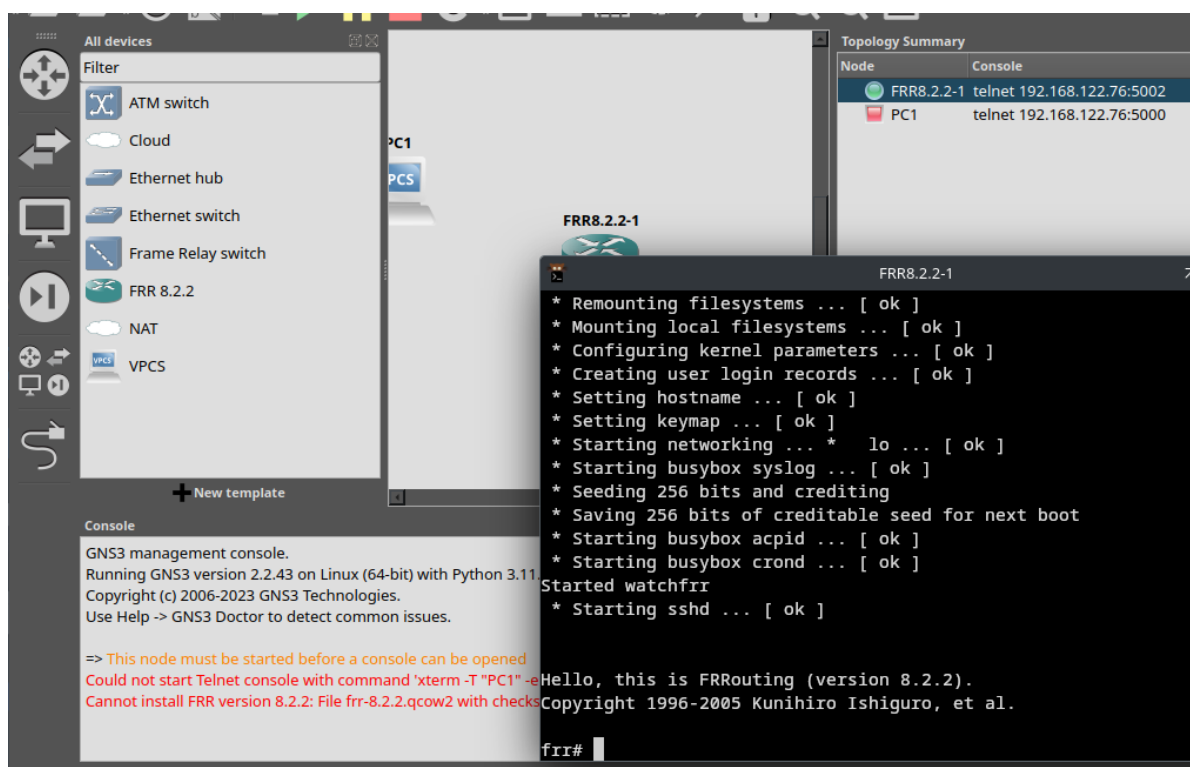 All devices
Filter
ATM switch
Cloud
Ethernet hub
Ethernet switch
Frame Relay switch
FRR 8.2.2
NAT
VPCS
VPCS
New template
PC1
PCS
FRR8.2.2-1
Topology Summary
Node Console
FRR8.2.2-1 telnet 192.168.122.76:5002
PC1 telnet 192.168.122.76:5000
Console
GNS3 management console.
Running GNS3 version 2.2.43 on Linux (64-bit) with Python 3.11.
Copyright (c) 2006-2023 GNS3 Technologies.
Use Help -> GNS3 Doctor to detect common issues.
=> This node must be started before a console can be opened
Could not start Telnet console with command 'xterm -T "PC1" -e
Cannot install FRR version 8.2.2: File frr-8.2.2.qcow2 with checks
FRR8.2.2-1
* Remounting filesystems ... [ ok ]
* Mounting local filesystems ... [ ok ]
* Configuring kernel parameters ... [ ok ]
* Creating user login records ... [ ok ]
* Setting hostname ... [ ok ]
* Setting keymap ... [ ok ]
* Starting networking ... *   lo ... [ ok ]
* Starting busybox syslog ... [ ok ]
* Seeding 256 bits and crediting
* Saving 256 bits of creditable seed for next boot
* Starting busybox acpid ... [ ok ]
* Starting busybox crond ... [ ok ]
Started watchfrr
* Starting sshd ... [ ok ]
Hello, this is FRRouting (version 8.2.2).
Copyright 1996-2005 Kunihiro Ishiguro, et al.
frr#